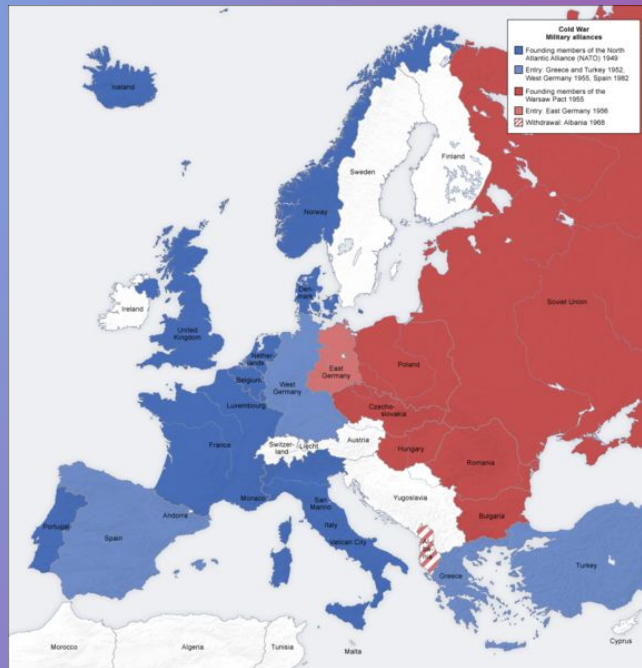 Cold War
Military alliances
Founding members of the North
Atlantic Alliance (NATO) 1949
Entry: Greece and Turkey 1952,
West Germany 1955, Spain 1982
Founding members of the
Warsaw Pact 1955
Entry: East Germany 1956
Withdrawal: Albania 1968
Iceland
Sweden
Finland
Norway
Den-
mark
Ireland
United
Kingdom
Soviet Union
Nether-
lands
Belgium
Luxembourg
West
Germany
East
Germany
Poland
Czecho-
slovakia
France
Switzer-
land
Liecht.
Austria
Hungary
Romania
Yugoslavia
Monaco
San
Marino
Italy
Vatican City
Bulgaria
Andorra
Portugal
Spain
Greece
Turkey
Morocco
Algeria
Tunisia
Malta
Cyprus